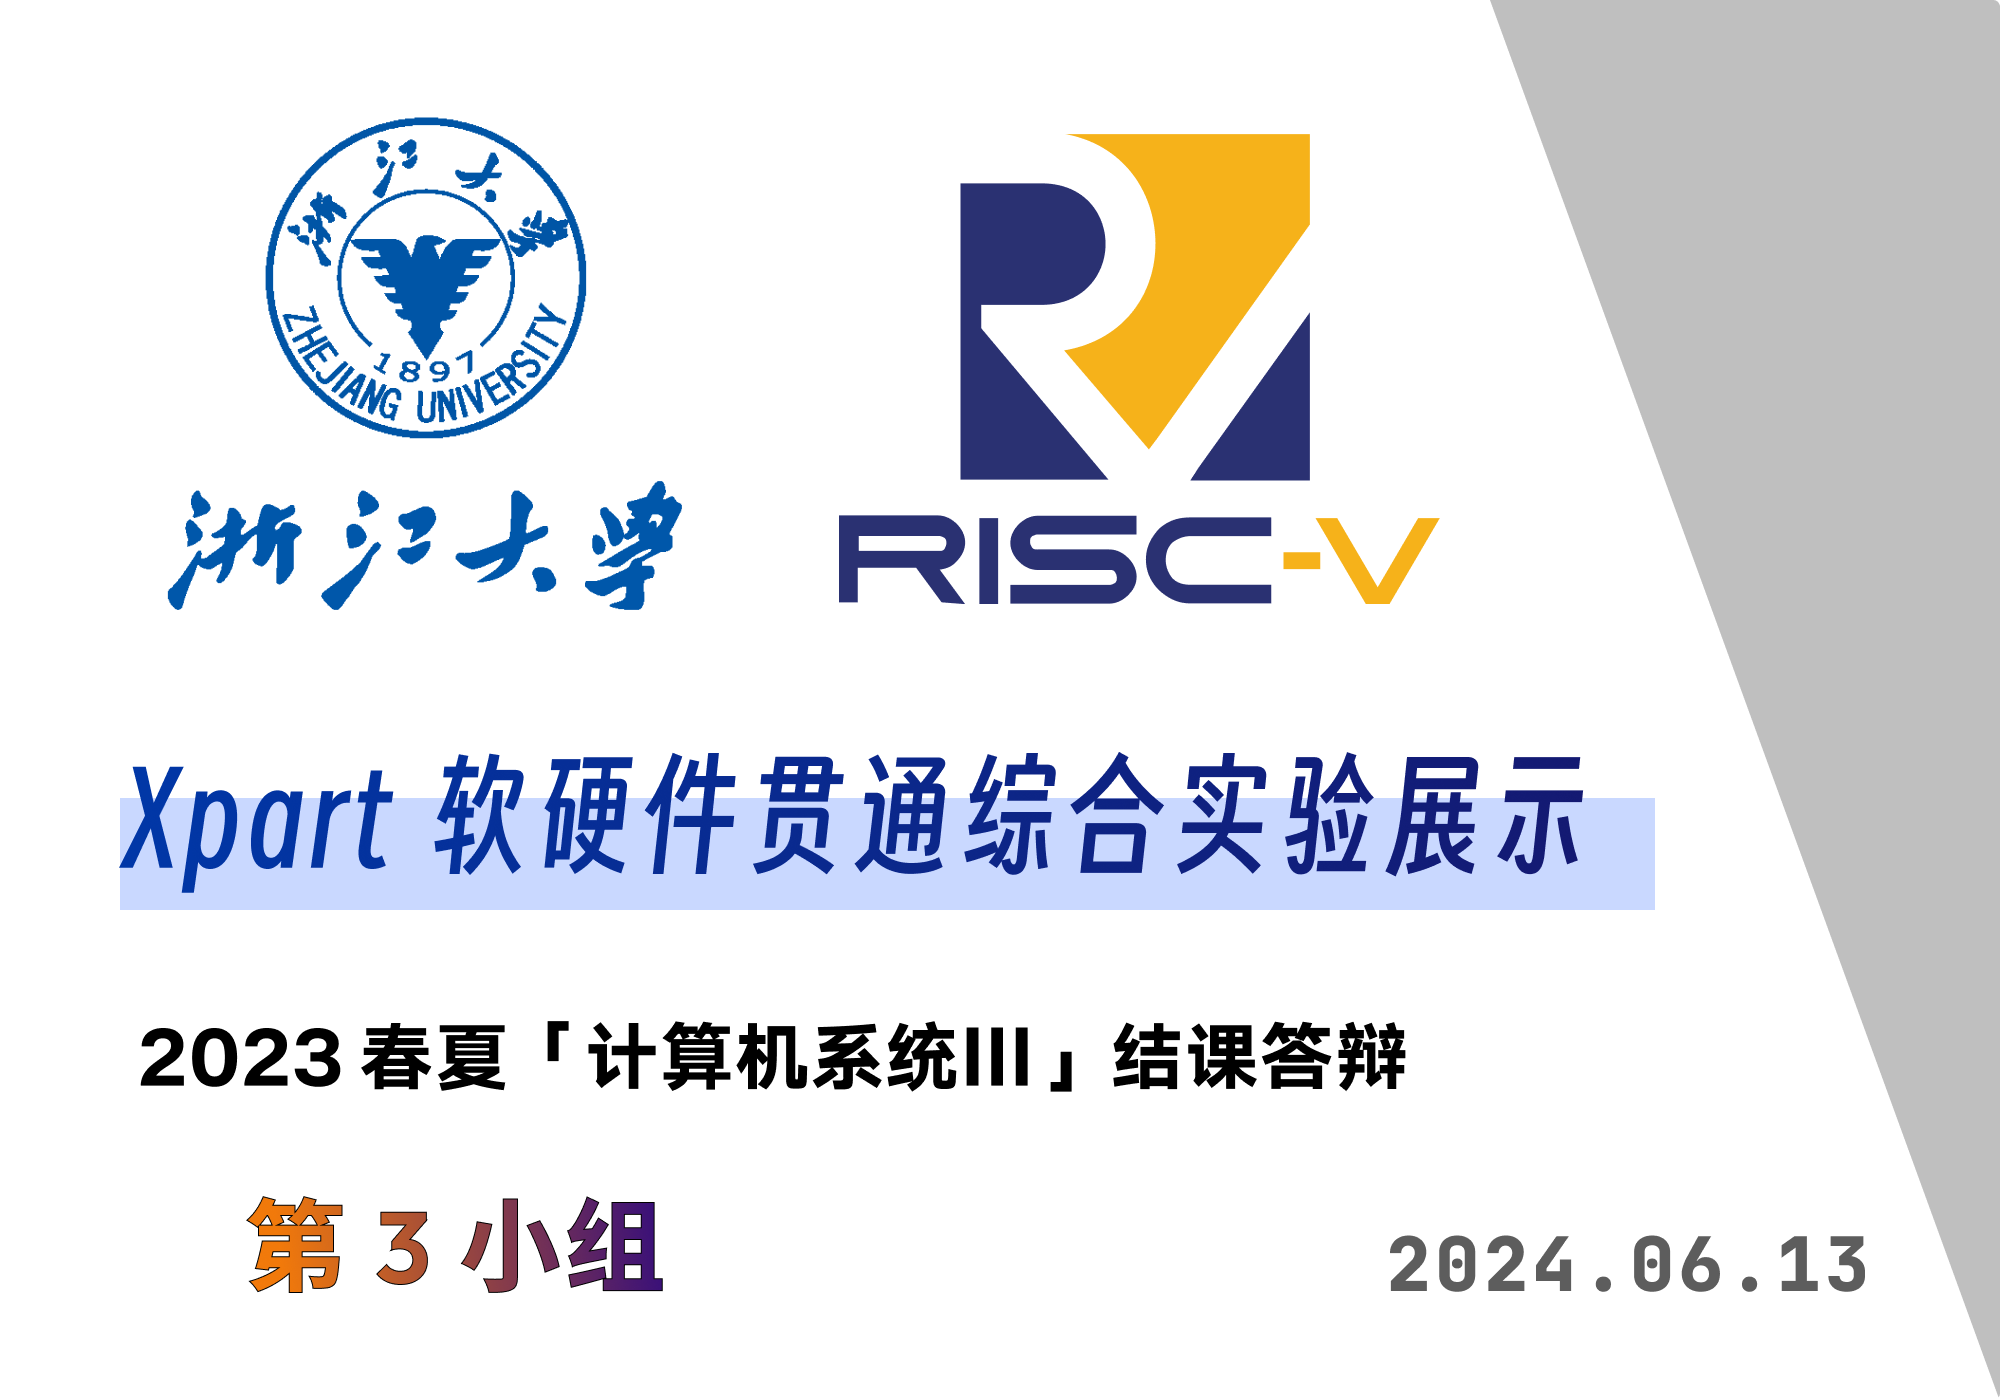 浙江大學
1897
ZHEJIANG UNIVERSITY
浙江大學
RISC-V
Xpart 软硬件贯通综合实验展示
2023 春夏「计算机系统III」结课答辩
第 3 小组
2024.06.13